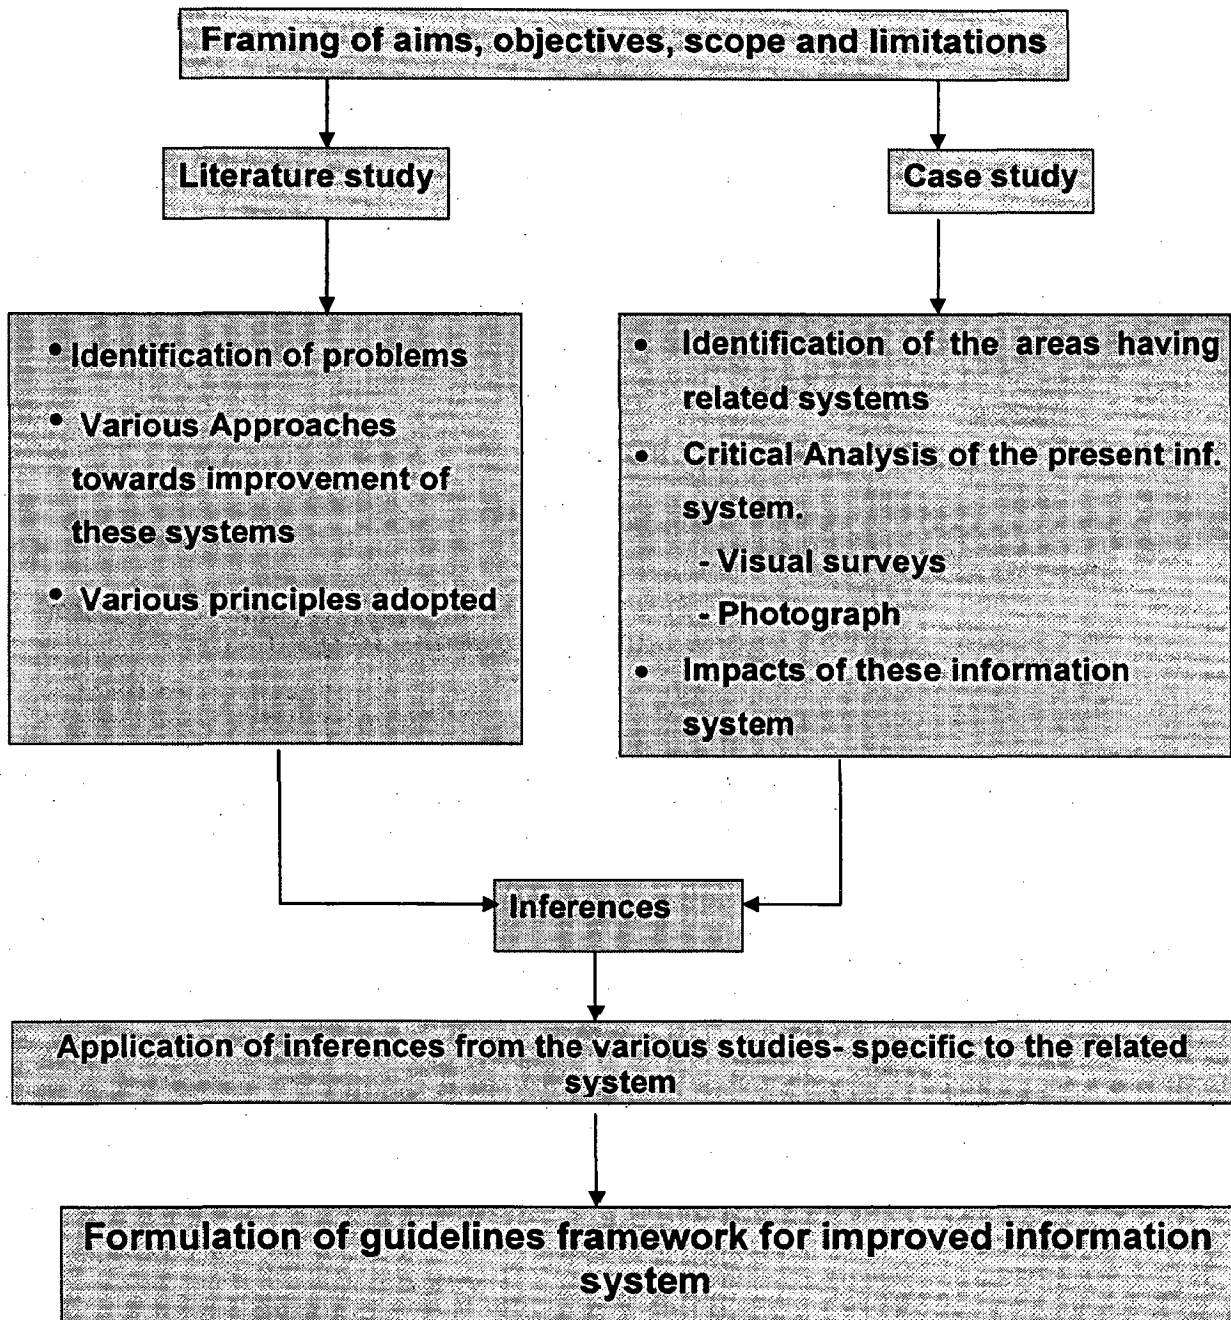 Framing of aims, objectives, scope and limitations
Literature study
Case study
• Identification of problems
• Various Approaches
towards improvement of
these systems
• Various principles adopted
• Identification of the areas having
related systems
• Critical Analysis of the present inf.
system.
- Visual surveys
- Photograph
• Impacts of these information
system
Inferences
Application of inferences from the various studies- specific to the related
system
Formulation of guidelines framework for improved information
system